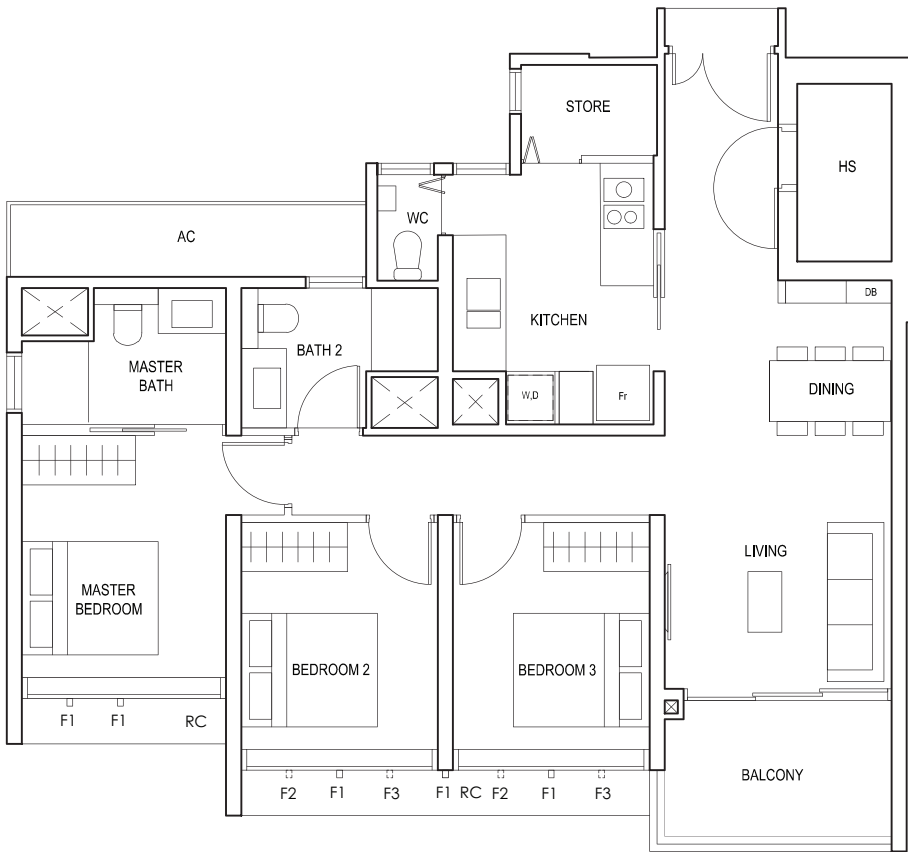 STORE
HS
WC
AC
DB
KITCHEN
BATH 2
MASTER
BATH
DINING
W,D
Fr
LIVING
MASTER
BEDROOM
BEDROOM 2
BEDROOM 3
F1 F1 RC
BALCONY
F2 F1 F3 F1 RC F2 F1 F3